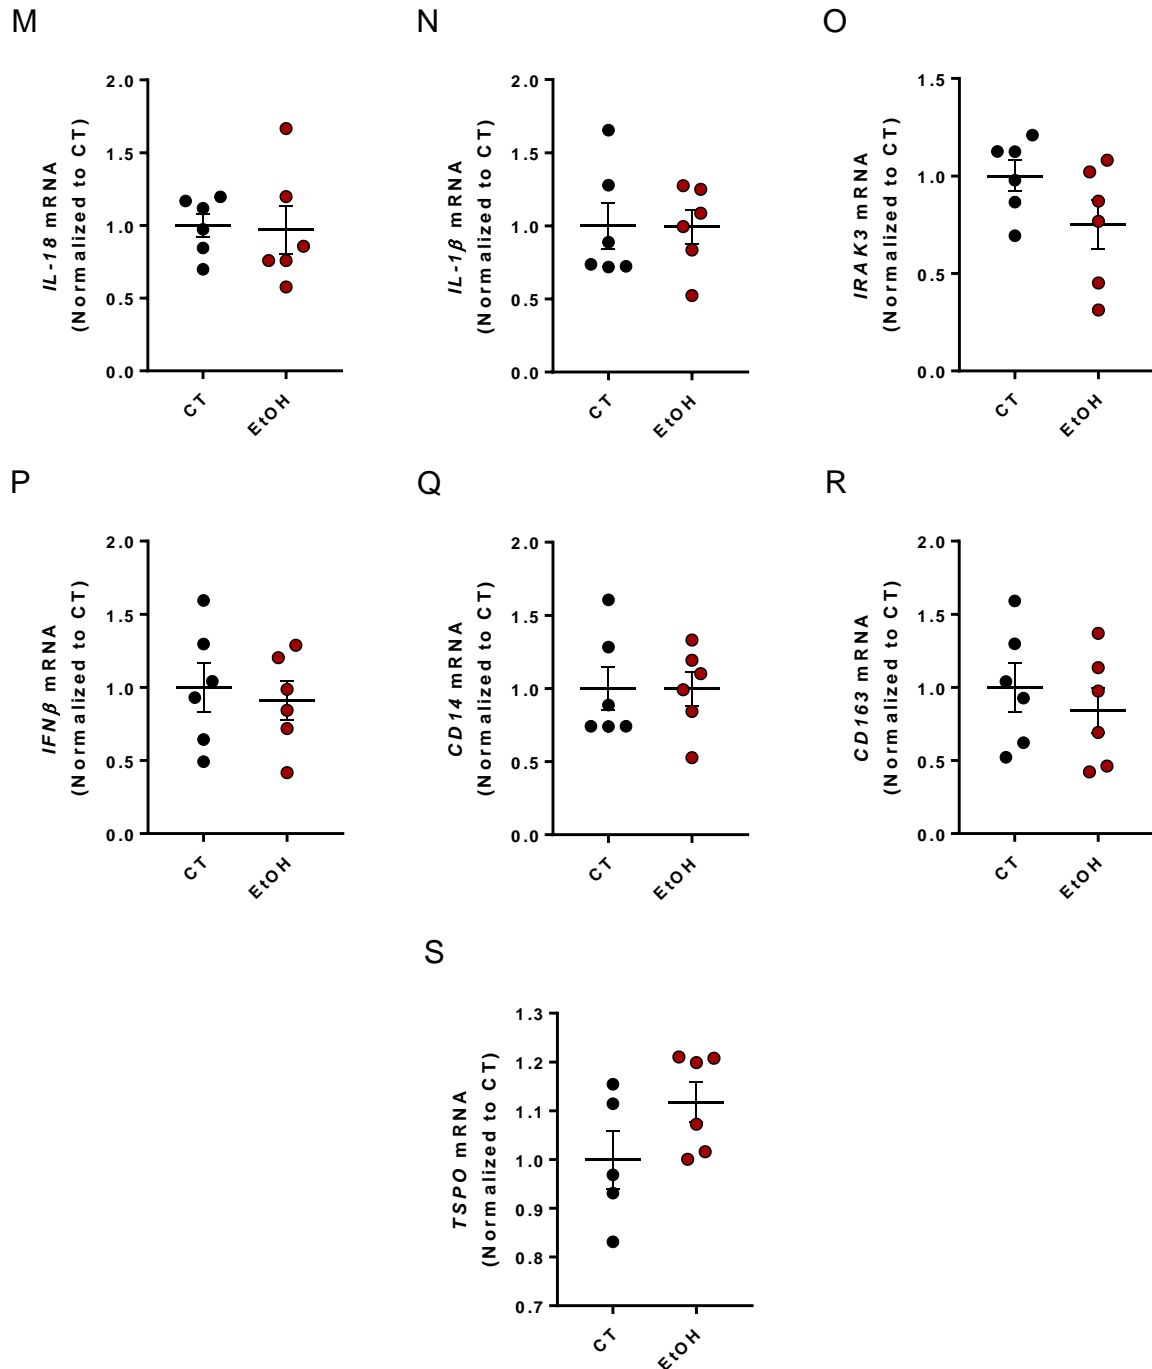 M
IL-18 mRNA
(Normalized to CT)
2.0
1.5
1.0
0.5
0.0
CT
EtOH
N
IL-1β mRNA
(Normalized to CT)
2.0
1.5
1.0
0.5
0.0
CT
EtOH
O
IRAK3 mRNA
(Normalized to CT)
1.5
1.0
0.5
0.0
CT
EtOH
P
IFNβ mRNA
(Normalized to CT)
2.0
1.5
1.0
0.5
0.0
CT
EtOH
Q
CD14 mRNA
(Normalized to CT)
2.0
1.5
1.0
0.5
0.0
CT
EtOH
R
CD163 mRNA
(Normalized to CT)
2.0
1.5
1.0
0.5
0.0
CT
EtOH
S
TSPO mRNA
(Normalized to CT)
1.3
1.2
1.1
1.0
0.9
0.8
0.7
CT
EtOH